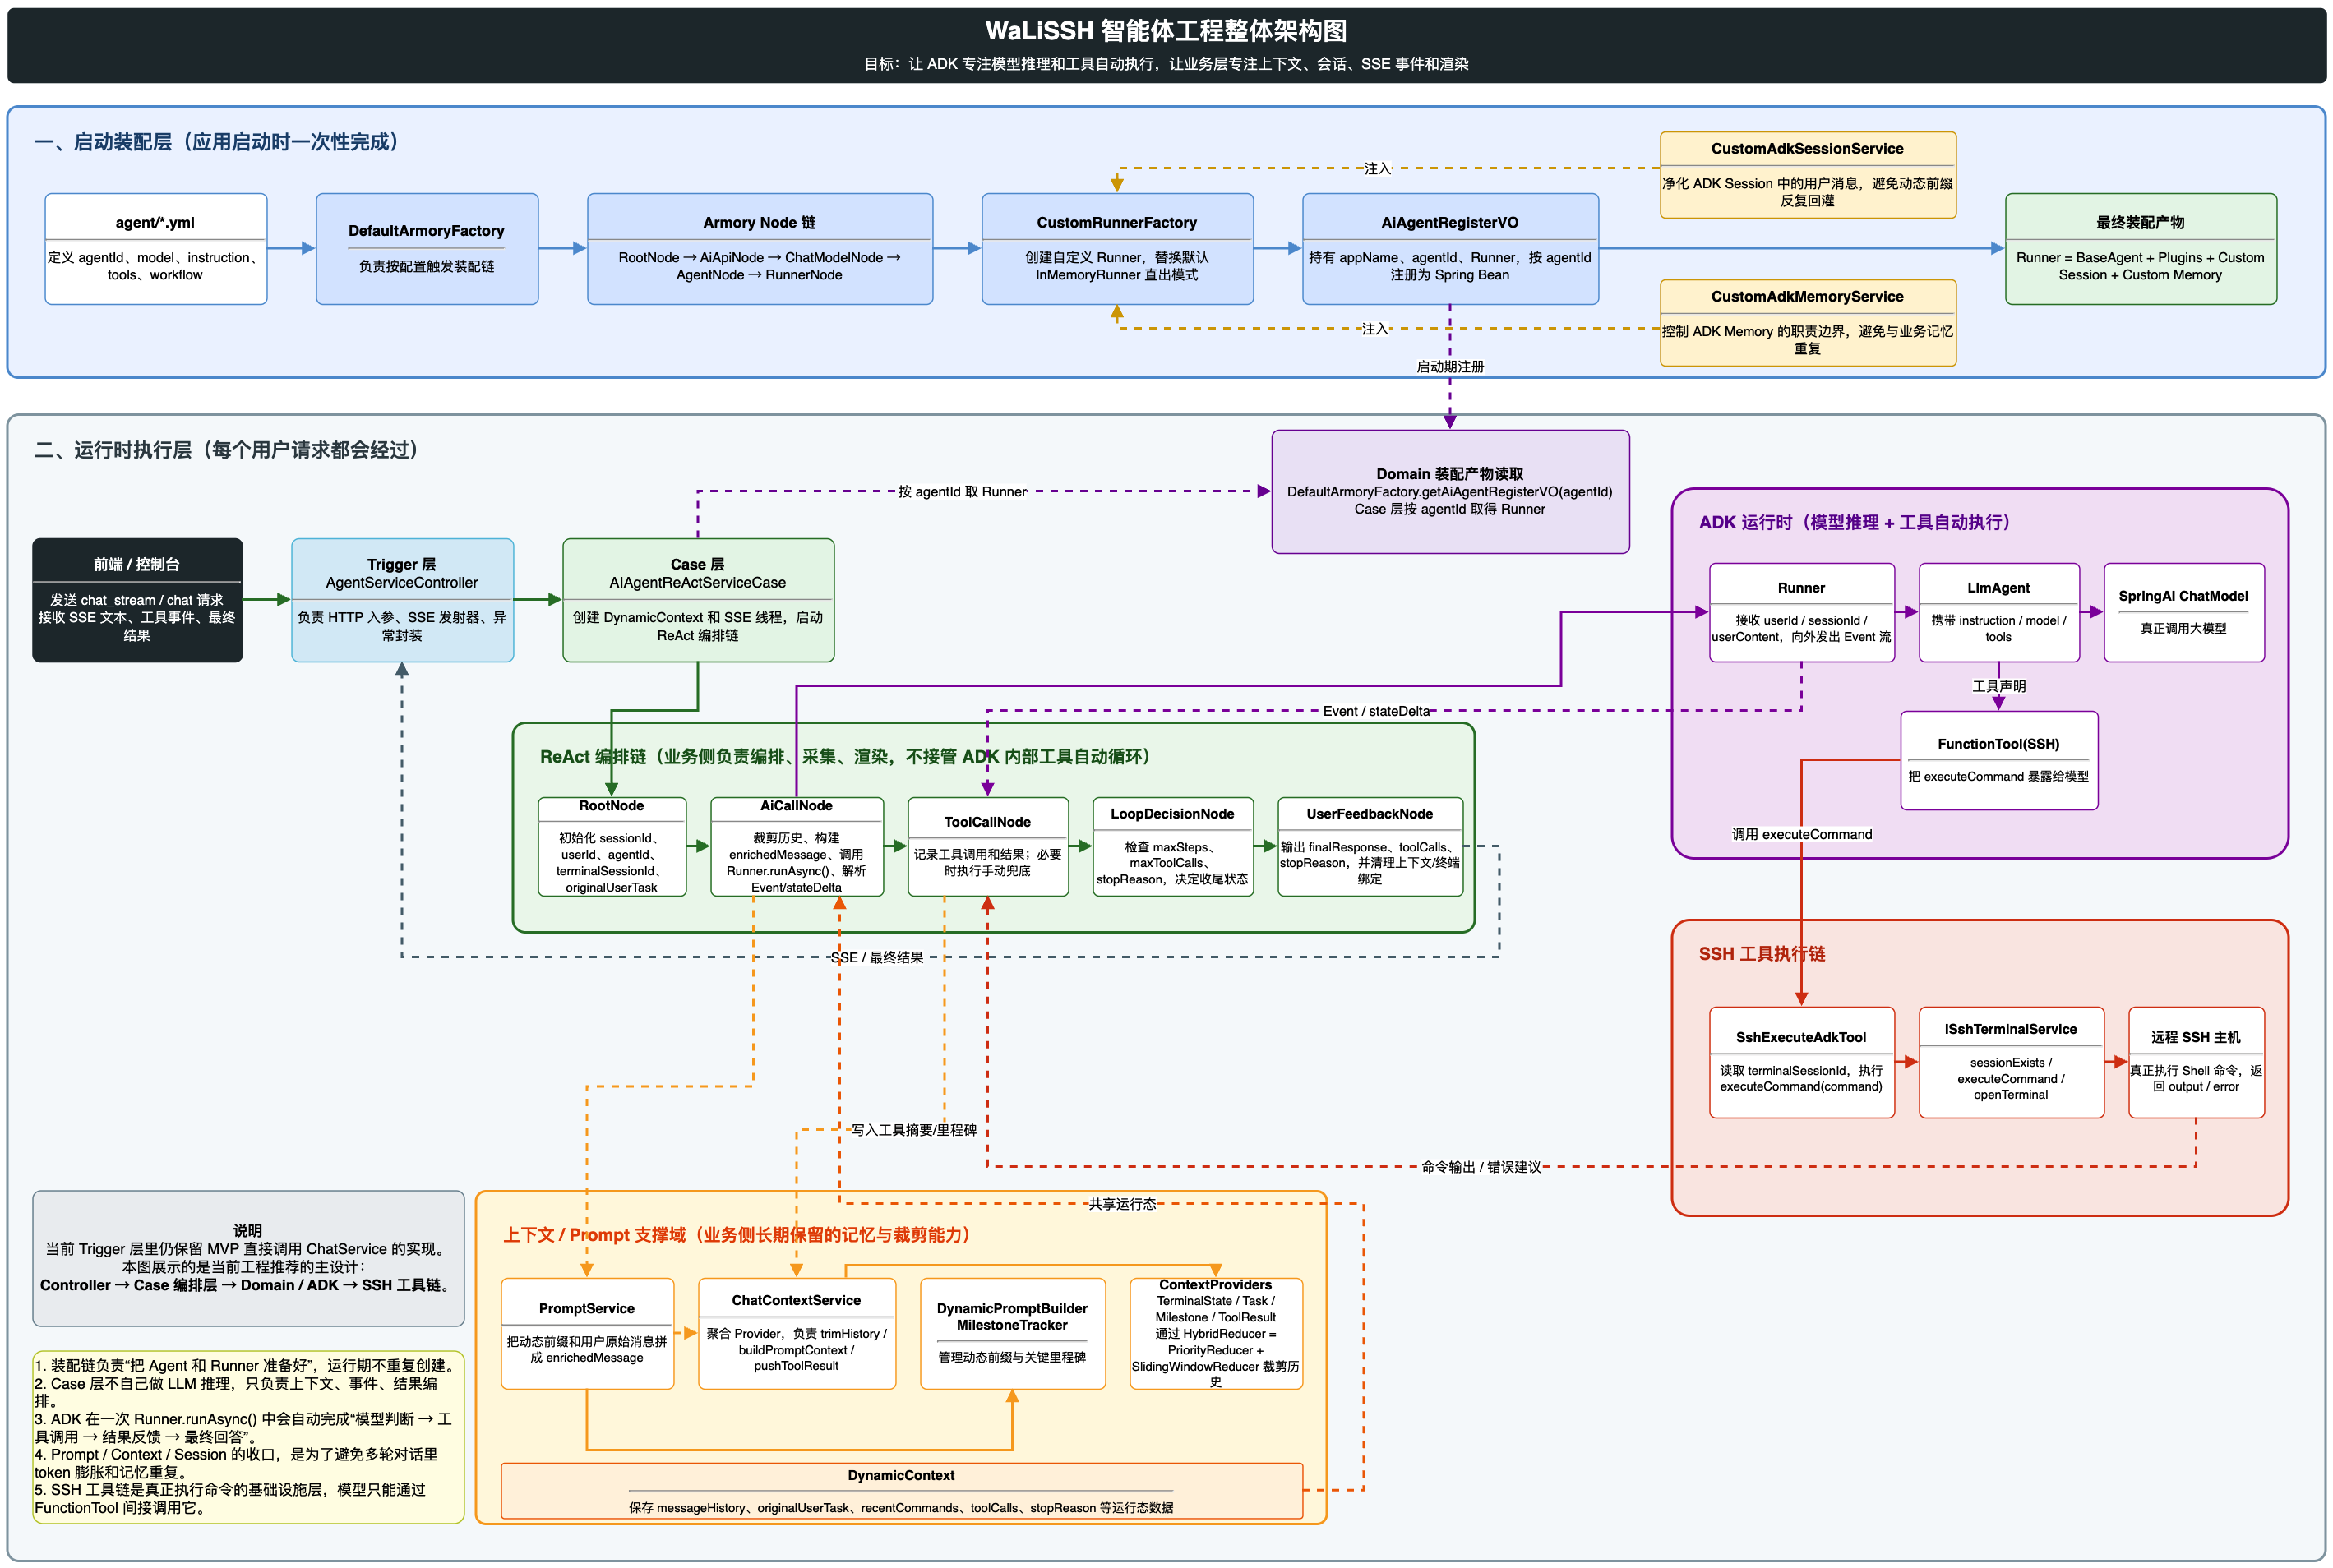 WaLiSSH 智能体工程整体架构图
目标：让 ADK 专注模型推理和工具自动执行，让业务层专注上下文、会话、SSE 事件和渲染
一、启动装配层（应用启动时一次性完成）
agent/*.yml
定义 agentId、model、instruction、
tools、workflow
DefaultArmoryFactory
负责按配置触发装配链
Armory Node 链
RootNode → AiApiNode → ChatModelNode →
AgentNode → RunnerNode
CustomRunnerFactory
创建自定义 Runner，替换默认
InMemoryRunner 直出模式
AiAgentRegisterVO
持有 appName、agentId、Runner，按 agentId
注册为 Spring Bean
注入
CustomAdkSessionService
净化 ADK Session 中的用户消息，避免动态前缀
反复回灌
注入
CustomAdkMemoryService
控制 ADK Memory 的职责边界，避免与业务记忆
重复
最终装配产物
Runner = BaseAgent + Plugins + Custom
Session + Custom Memory
启动期注册
二、运行时执行层（每个用户请求都会经过）
Domain 装配产物读取
DefaultArmoryFactory.getAiAgentRegisterVO(agentId)
Case 层按 agentId 取得 Runner
按 agentId 取 Runner
前端 / 控制台
发送 chat_stream / chat 请求
接收 SSE 文本、工具事件、最终
结果
Trigger 层
AgentServiceController
负责 HTTP 入参、SSE 发射器、异
常封装
Case 层
AIAgentReActServiceCase
创建 DynamicContext 和 SSE 线程，启动
ReAct 编排链
ADK 运行时（模型推理 + 工具自动执行）
Runner
接收 userId / sessionId /
userContent，向外发出 Event 流
LlmAgent
携带 instruction / model /
tools
SpringAI ChatModel
真正调用大模型
工具声明
FunctionTool(SSH)
把 executeCommand 暴露给模型
Event / stateDelta
调用 executeCommand
ReAct 编排链（业务侧负责编排、采集、渲染，不接管 ADK 内部工具自动循环）
RootNode
初始化 sessionId、
userId、agentId、
terminalSessionId、
originalUserTask
AiCallNode
裁剪历史、构建
enrichedMessage、调用
Runner.runAsync()、解析
Event/stateDelta
ToolCallNode
记录工具调用和结果；必要
时执行手动兜底
LoopDecisionNode
检查 maxSteps、
maxToolCalls、
stopReason，决定收尾状态
UserFeedbackNode
输出 finalResponse、toolCalls、
stopReason，并清理上下文/终端
绑定
SSE / 最终结果
SSH 工具执行链
SshExecuteAdkTool
读取 terminalSessionId，执行
executeCommand(command)
ISshTerminalService
sessionExists /
executeCommand /
openTerminal
远程 SSH 主机
真正执行 Shell 命令，返
回 output / error
写入工具摘要/里程碑
命令输出 / 错误建议
共享运行态
说明
当前 Trigger 层里仍保留 MVP 直接调用 ChatService 的实现。
本图展示的是当前工程推荐的主设计：
Controller → Case 编排层 → Domain / ADK → SSH 工具链。
1. 装配链负责“把 Agent 和 Runner 准备好”，运行期不重复创建。
2. Case 层不自己做 LLM 推理，只负责上下文、事件、结果编
排。
3. ADK 在一次 Runner.runAsync() 中会自动完成“模型判断 → 工
具调用 → 结果反馈 → 最终回答”。
4. Prompt / Context / Session 的收口，是为了避免多轮对话里
token 膨胀和记忆重复。
5. SSH 工具链是真正执行命令的基础设施层，模型只能通过
FunctionTool 间接调用它。
上下文 / Prompt 支撑域（业务侧长期保留的记忆与裁剪能力）
PromptService
把动态前缀和用户原始消息拼
成 enrichedMessage
ChatContextService
聚合 Provider，负责 trimHistory /
buildPromptContext /
pushToolResult
DynamicPromptBuilder
MilestoneTracker
管理动态前缀与关键里程碑
ContextProviders
TerminalState / Task /
Milestone / ToolResult
通过 HybridReducer =
PriorityReducer +
SlidingWindowReducer 裁剪历
史
DynamicContext
保存 messageHistory、originalUserTask、recentCommands、toolCalls、stopReason 等运行态数据